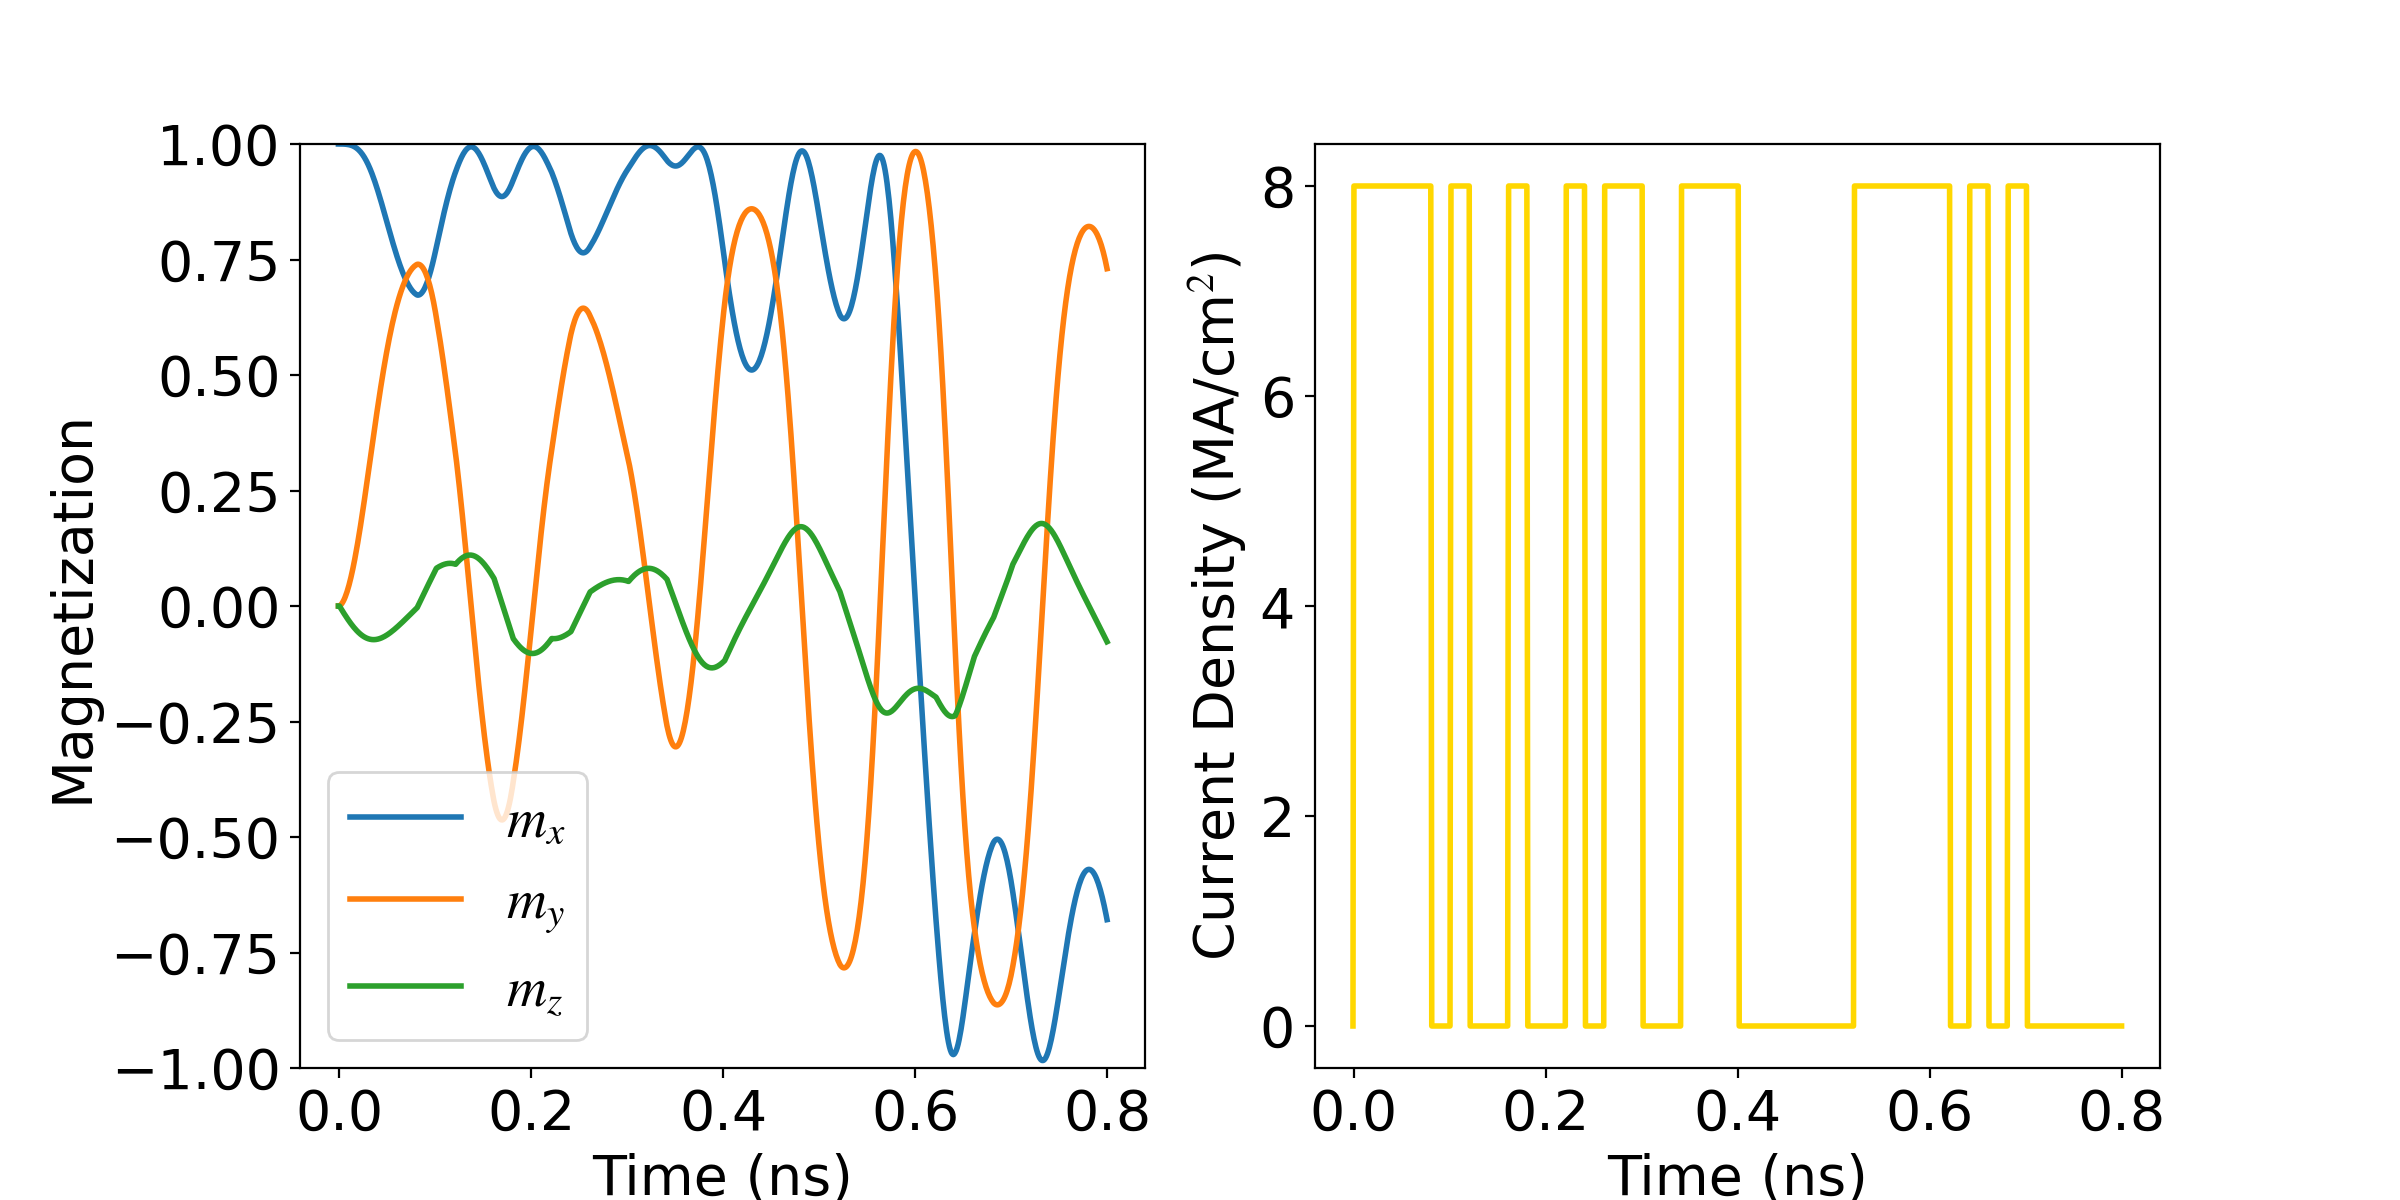 Magnetization
1.00
0.75
0.50
0.25
0.00
−0.25
−0.50
−0.75
−1.00
m_x
m_y
m_z
0.0 0.2 0.4 0.6 0.8
Time (ns)
Current Density (MA/cm²)
8
6
4
2
0
0.0 0.2 0.4 0.6 0.8
Time (ns)